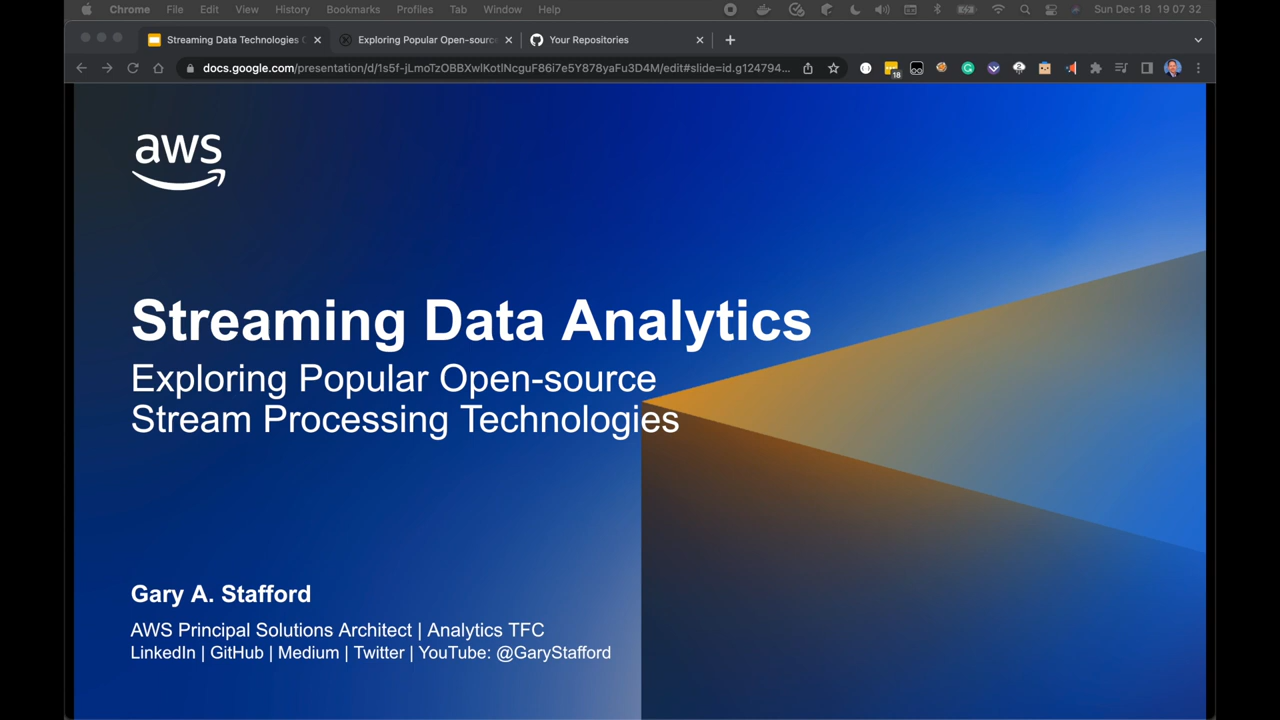 Chrome File Edit View History Bookmarks Profiles Tab Window Help Sun Dec 18 19 07 32
Streaming Data Technologies
Exploring Popular Open-source
Your Repositories
docs.google.com/presentation/d/1s5f-jLmoTzOBBXwlKotlNcguF86i7e5Y878yaFu3D4M/edit#slide=id.g124794...
18
aws
Streaming Data Analytics
Exploring Popular Open-source
Stream Processing Technologies
Gary A. Stafford
AWS Principal Solutions Architect | Analytics TFC
LinkedIn | GitHub | Medium | Twitter | YouTube: @GaryStafford